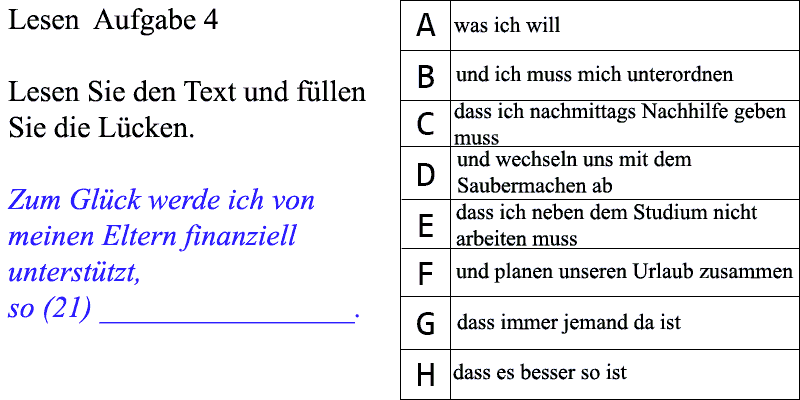 Lesen  Aufgabe 4
Lesen Sie den Text und füllen
Sie die Lücken.
Zum Glück werde ich von
meinen Eltern finanziell
unterstützt,
so (21) _________________.
A was ich will
B und ich muss mich unterordnen
C dass ich nachmittags Nachhilfe geben
muss
D und wechseln uns mit dem
Saubermachen ab
E dass ich neben dem Studium nicht
arbeiten muss
F und planen unseren Urlaub zusammen
G dass immer jemand da ist
H dass es besser so ist